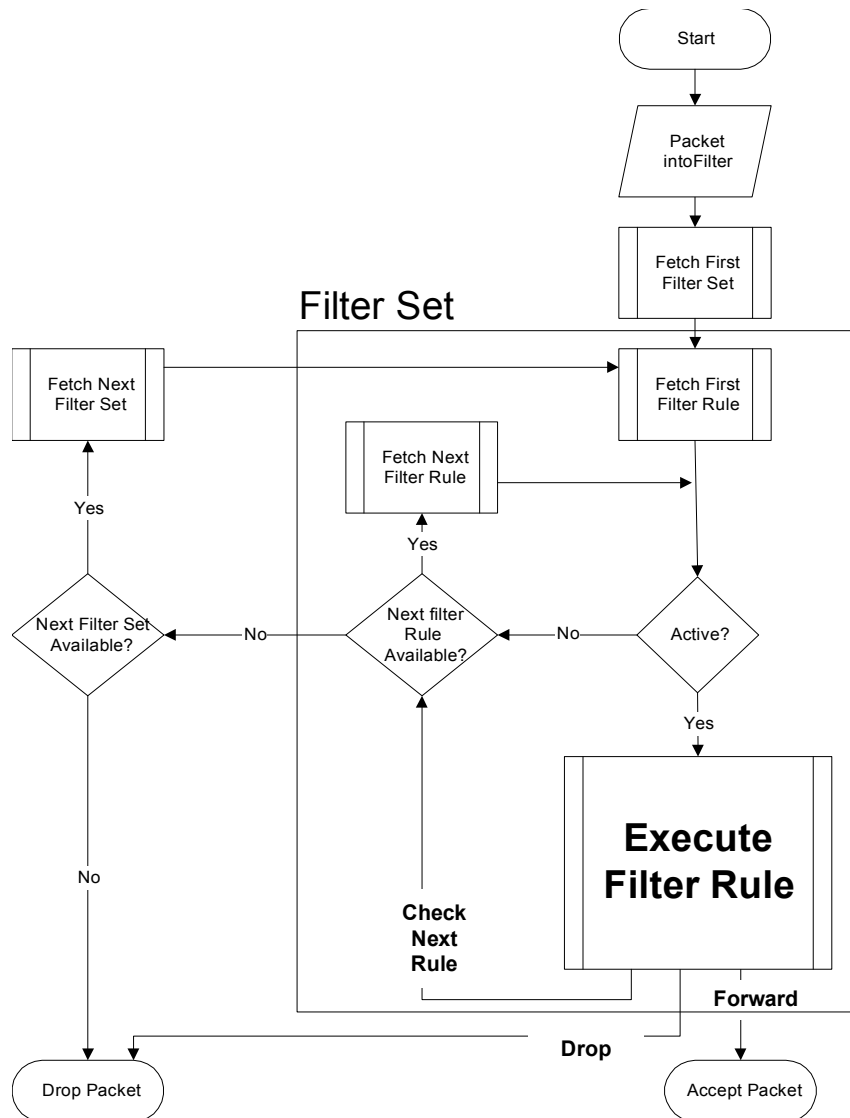 Start
Packet
intoFilter
Fetch First
Filter Set
Filter Set
Fetch Next
Filter Set
Fetch First
Filter Rule
Fetch Next
Filter Rule
Yes
Yes
Next Filter Set
Available?
No
Next filter
Rule
Available?
No
Active?
Yes
Execute
Filter Rule
No
Check
Next
Rule
Forward
Drop
Drop Packet
Accept Packet